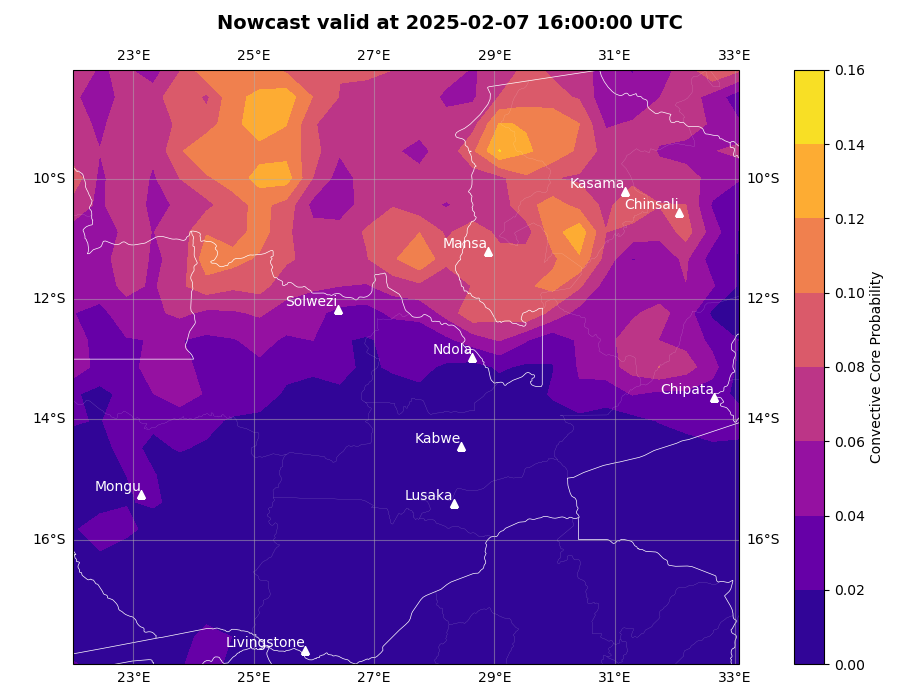 Nowcast valid at 2025-02-07 16:00:00 UTC
23°E 25°E 27°E 29°E 31°E 33°E
0.16
0.14
0.12
0.10
0.08
0.06
0.04
0.02
0.00
Convective Core Probability
10°S 10°S
12°S 12°S
14°S 14°S
16°S 16°S
Kasama
Chinsali
Mansa
Solwezi
Ndola
Chipata
Kabwe
Mongu
Lusaka
Livingstone
23°E 25°E 27°E 29°E 31°E 33°E